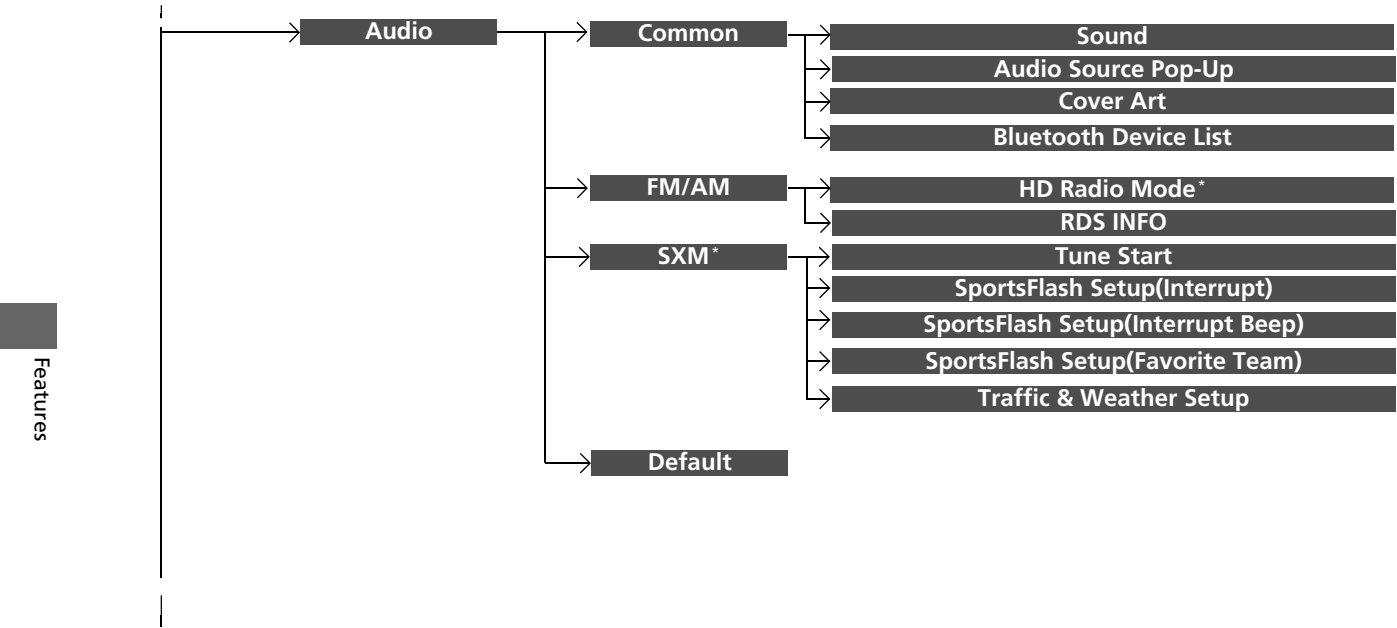 Audio
Common
Sound
Audio Source Pop-Up
Cover Art
Bluetooth Device List
FM/AM
HD Radio Mode*
RDS INFO
SXM*
Tune Start
SportsFlash Setup(Interrupt)
SportsFlash Setup(Interrupt Beep)
SportsFlash Setup(Favorite Team)
Traffic & Weather Setup
Default
Features